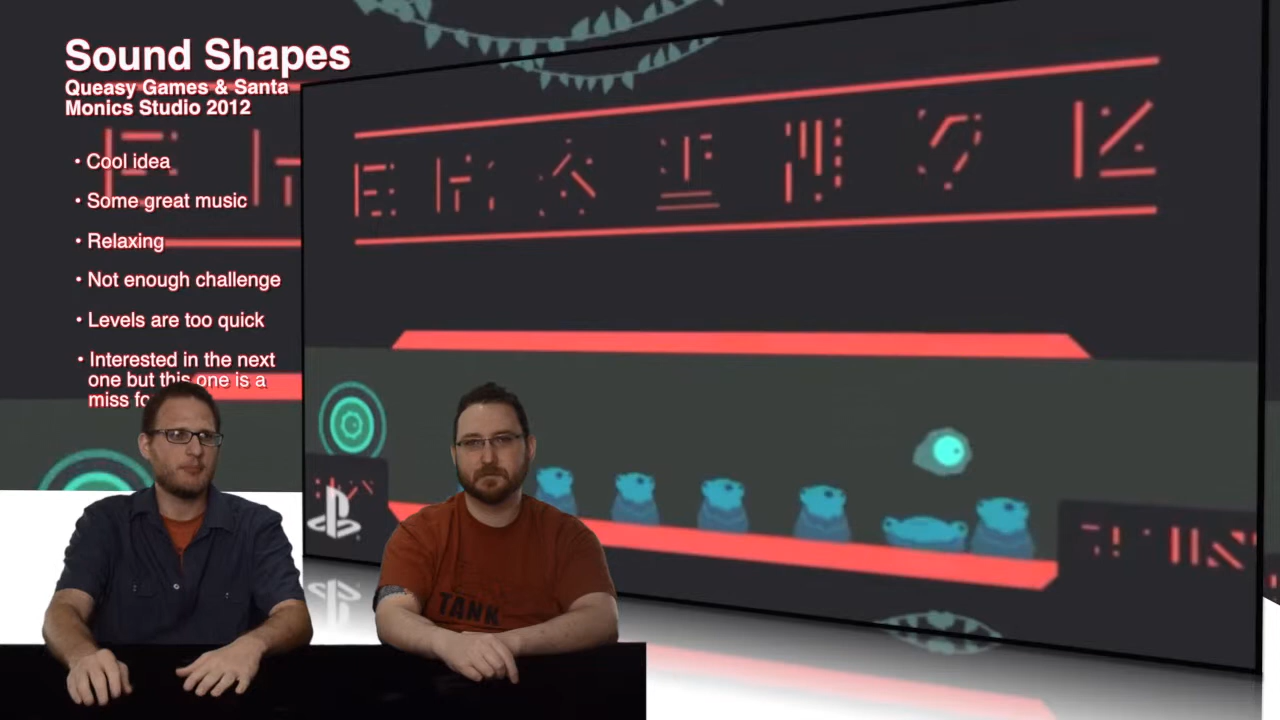 Sound Shapes
Queasy Games & Santa
Monics Studio 2012
• Cool idea
• Some great music
• Relaxing
• Not enough challenge
• Levels are too quick
• Interested in the next
one but this one is a
miss
TANK